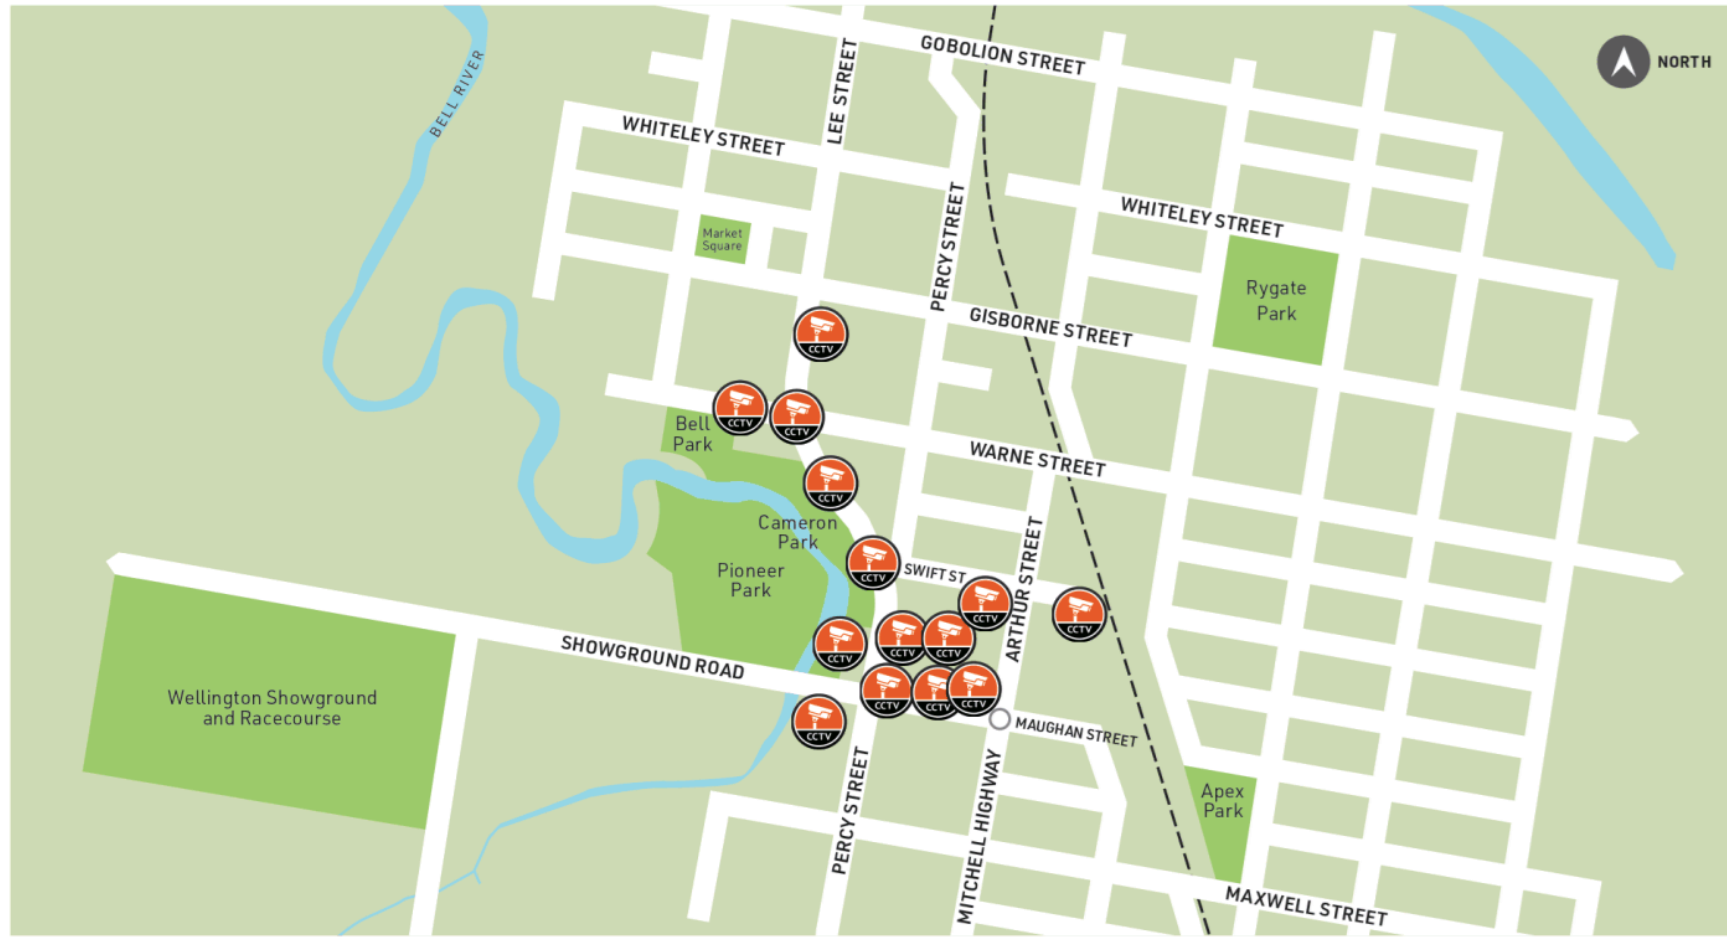 GOBOLION STREET
NORTH
BELL RIVER
LEE STREET
WHITELEY STREET
WHITELEY STREET
Market
Square
PERCY STREET
Rygate
Park
GISBORNE STREET
CCTV
CCTV
CCTV
Bell
Park
WARNE STREET
CCTV
Cameron
Park
CCTV
SWIFT ST
Pioneer
Park
ARTHUR STREET
CCTV
CCTV
CCTV
CCTV
CCTV
SHOWGROUND ROAD
CCTV
CCTV
CCTV
CCTV
Wellington Showground
and Racecourse
MAUGHAN STREET
PERCY STREET
MITCHELL HIGHWAY
Apex
Park
MAXWELL STREET